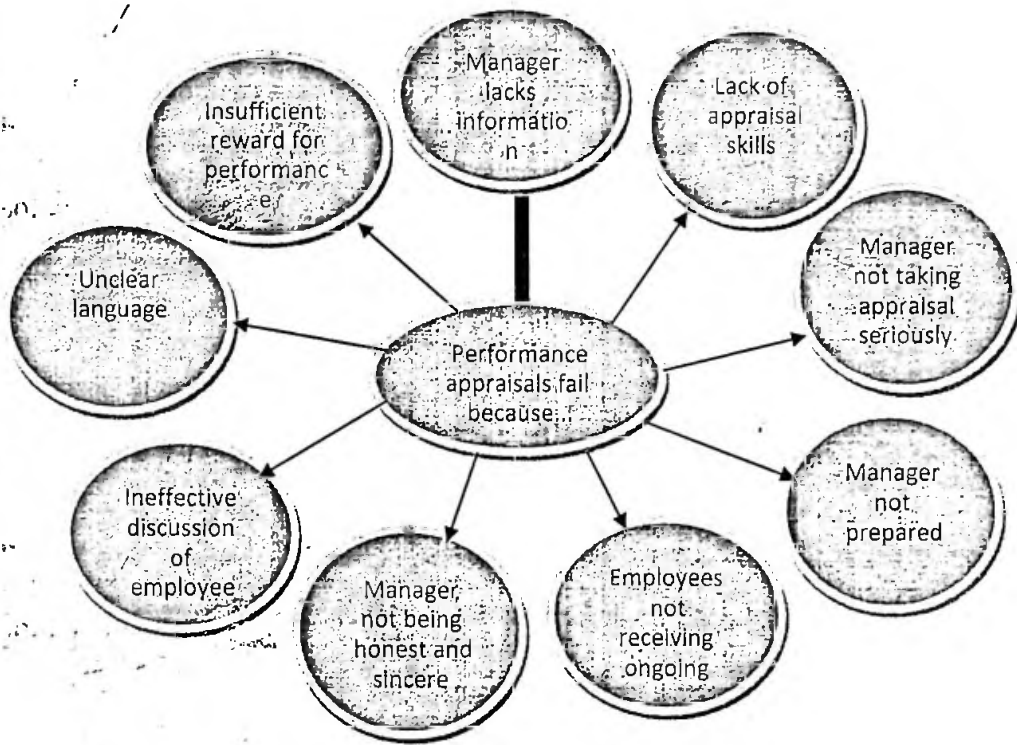 Manager
lacks
informatio
n
Lack of
appraisal
skills
Manager
not taking
appraisal
seriously
Manager
not
prepared
Employees
not
receiving
ongoing
Manager
not being
honest and
sincere
Ineffective
discussion
of
employee
Unclear
language
Insufficient
reward for
performanc
e
Performance
appraisals fail
because...